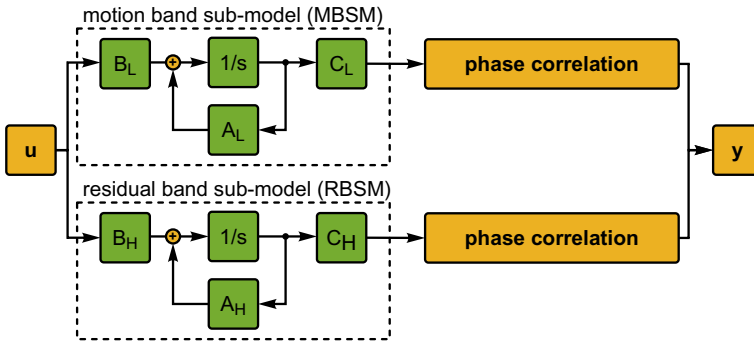 motion band sub-model (MBSM)
B_L
+
1/s
C_L
phase correlation
A_L
u
y
residual band sub-model (RBSM)
B_H
+
1/s
C_H
phase correlation
A_H